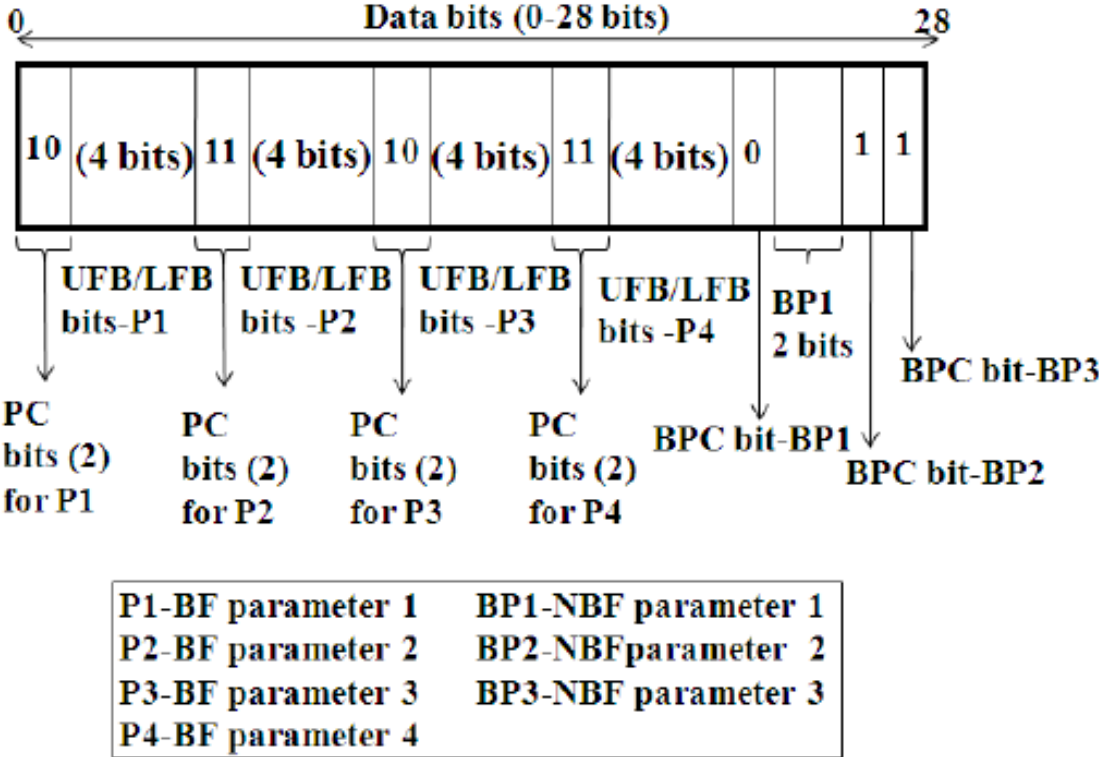 0 Data bits (0-28 bits) 28
10 (4 bits) 11 (4 bits) 10 (4 bits) 11 (4 bits) 0 1 1
UFB/LFB
bits-P1
UFB/LFB
bits -P2
UFB/LFB
bits -P3
UFB/LFB
bits -P4
BP1
2 bits
BPC bit-BP3
PC
bits (2)
for P1
PC
bits (2)
for P2
PC
bits (2)
for P3
PC
bits (2)
for P4
BPC bit-BP1
BPC bit-BP2
P1-BF parameter 1 BP1-NBF parameter 1
P2-BF parameter 2 BP2-NBFparameter 2
P3-BF parameter 3 BP3-NBF parameter 3
P4-BF parameter 4